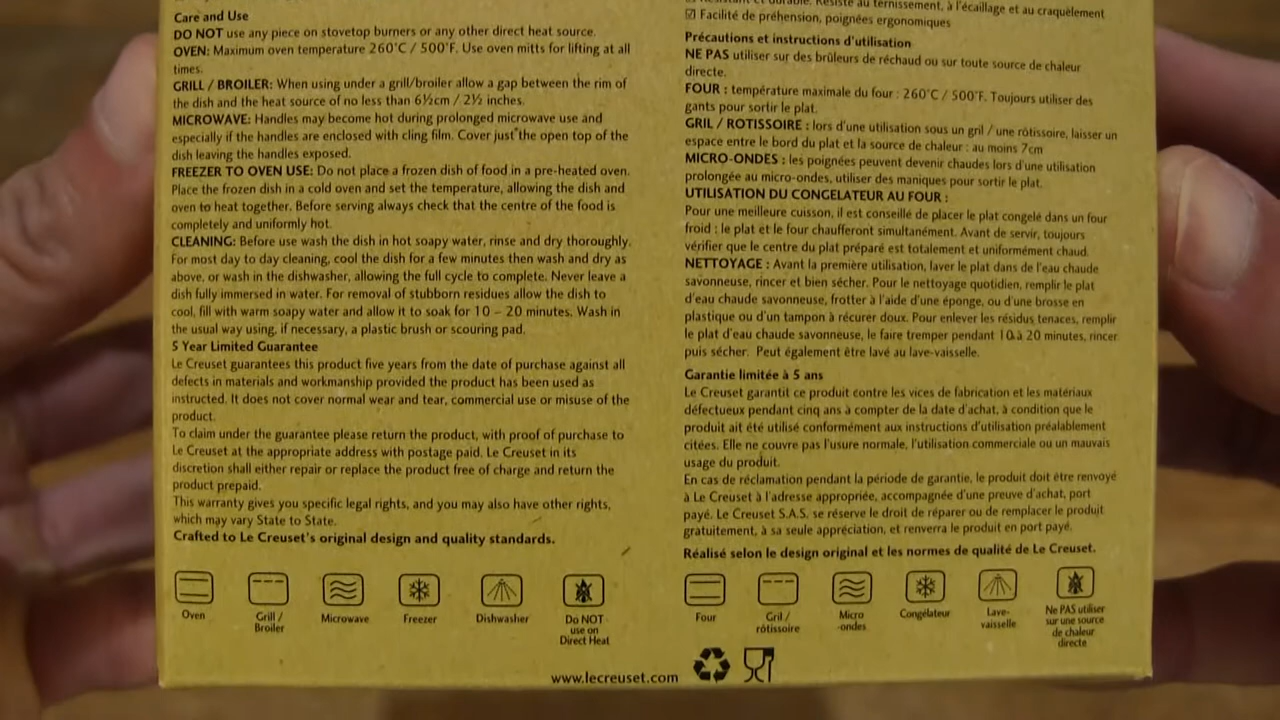 Care and Use
DO NOT use any piece on stovetop burners or any other direct heat source.
OVEN: Maximum oven temperature 260°C / 500°F. Use oven mitts for lifting at all
times.
GRILL / BROILER: When using under a grill/broiler allow a gap between the rim of
the dish and the heat source of no less than 6½cm / 2½ inches.
MICROWAVE: Handles may become hot during prolonged microwave use and
especially if the handles are enclosed with cling film. Cover just the open top of the
dish leaving the handles exposed.
FREEZER TO OVEN USE: Do not place a frozen dish of food in a pre-heated oven.
Place the frozen dish in a cold oven and set the temperature, allowing the dish and
oven to heat together. Before serving always check that the centre of the food is
completely and uniformly hot.
CLEANING: Before use wash the dish in hot soapy water, rinse and dry thoroughly.
For most day to day cleaning, cool the dish for a few minutes then wash and dry as
above, or wash in the dishwasher, allowing the full cycle to complete. Never leave a
dish fully immersed in water. For removal of stubborn residues allow the dish to
cool, fill with warm soapy water and allow it to soak for 10 – 20 minutes. Wash in
the usual way using, if necessary, a plastic brush or scouring pad.
5 Year Limited Guarantee
Le Creuset guarantees this product five years from the date of purchase against all
defects in materials and workmanship provided the product has been used as
instructed. It does not cover normal wear and tear, commercial use or misuse of the
product.
To claim under the guarantee please return the product, with proof of purchase to
Le Creuset at the appropriate address with postage paid. Le Creuset in its
discretion shall either repair or replace the product free of charge and return the
product prepaid.
This warranty gives you specific legal rights, and you may also have other rights,
which may vary State to State.
Crafted to Le Creuset's original design and quality standards.
Oven
Grill /
Broiler
Microwave
Freezer
Dishwasher
Do NOT
use on
Direct Heat
durable. Résiste au ternissement, à l'écaillage et au craquèlement
☑ Facilité de préhension, poignées ergonomiques
Précautions et instructions d'utilisation
NE PAS utiliser sur des brûleurs de réchaud ou sur toute source de chaleur
directe.
FOUR : température maximale du four : 260°C / 500°F. Toujours utiliser des
gants pour sortir le plat.
GRIL / ROTISSOIRE : lors d'une utilisation sous un gril / une rôtissoire, laisser un
espace entre le bord du plat et la source de chaleur : au moins 7cm
MICRO-ONDES : les poignées peuvent devenir chaudes lors d'une utilisation
prolongée au micro-ondes, utiliser des maniques pour sortir le plat.
UTILISATION DU CONGELATEUR AU FOUR :
Pour une meilleure cuisson, il est conseillé de placer le plat congelé dans un four
froid : le plat et le four chaufferont simultanément. Avant de servir, toujours
vérifier que le centre du plat préparé est totalement et uniformément chaud.
NETTOYAGE : Avant la première utilisation, laver le plat dans de l'eau chaude
savonneuse, rincer et bien sécher. Pour le nettoyage quotidien, remplir le plat
d'eau chaude savonneuse, frotter à l'aide d'une éponge, ou d'une brosse en
plastique ou d'un tampon à récurer doux. Pour enlever les résidus tenaces, remplir
le plat d'eau chaude savonneuse, le faire tremper pendant 10 à 20 minutes, rincer
puis sécher. Peut également être lavé au lave-vaisselle.
Garantie limitée à 5 ans
Le Creuset garantit ce produit contre les vices de fabrication et les matériaux
défectueux pendant cinq ans à compter de la date d'achat, à condition que le
produit ait été utilisé conformément aux instructions d'utilisation préalablement
citées. Elle ne couvre pas l'usure normale, l'utilisation commerciale ou un mauvais
usage du produit.
En cas de réclamation pendant la période de garantie, le produit doit être renvoyé
à Le Creuset à l'adresse appropriée, accompagnée d'une preuve d'achat, port
payé. Le Creuset S.A.S. se réserve le droit de réparer ou de remplacer le produit
gratuitement, à sa seule appréciation, et renverra le produit en port payé.
Réalisé selon le design original et les normes de qualité de Le Creuset.
Four
Gril /
rôtissoire
Micro
-ondes
Congélateur
Lave-
vaisselle
Ne PAS utiliser
sur une source
de chaleur
directe
www.lecreuset.com